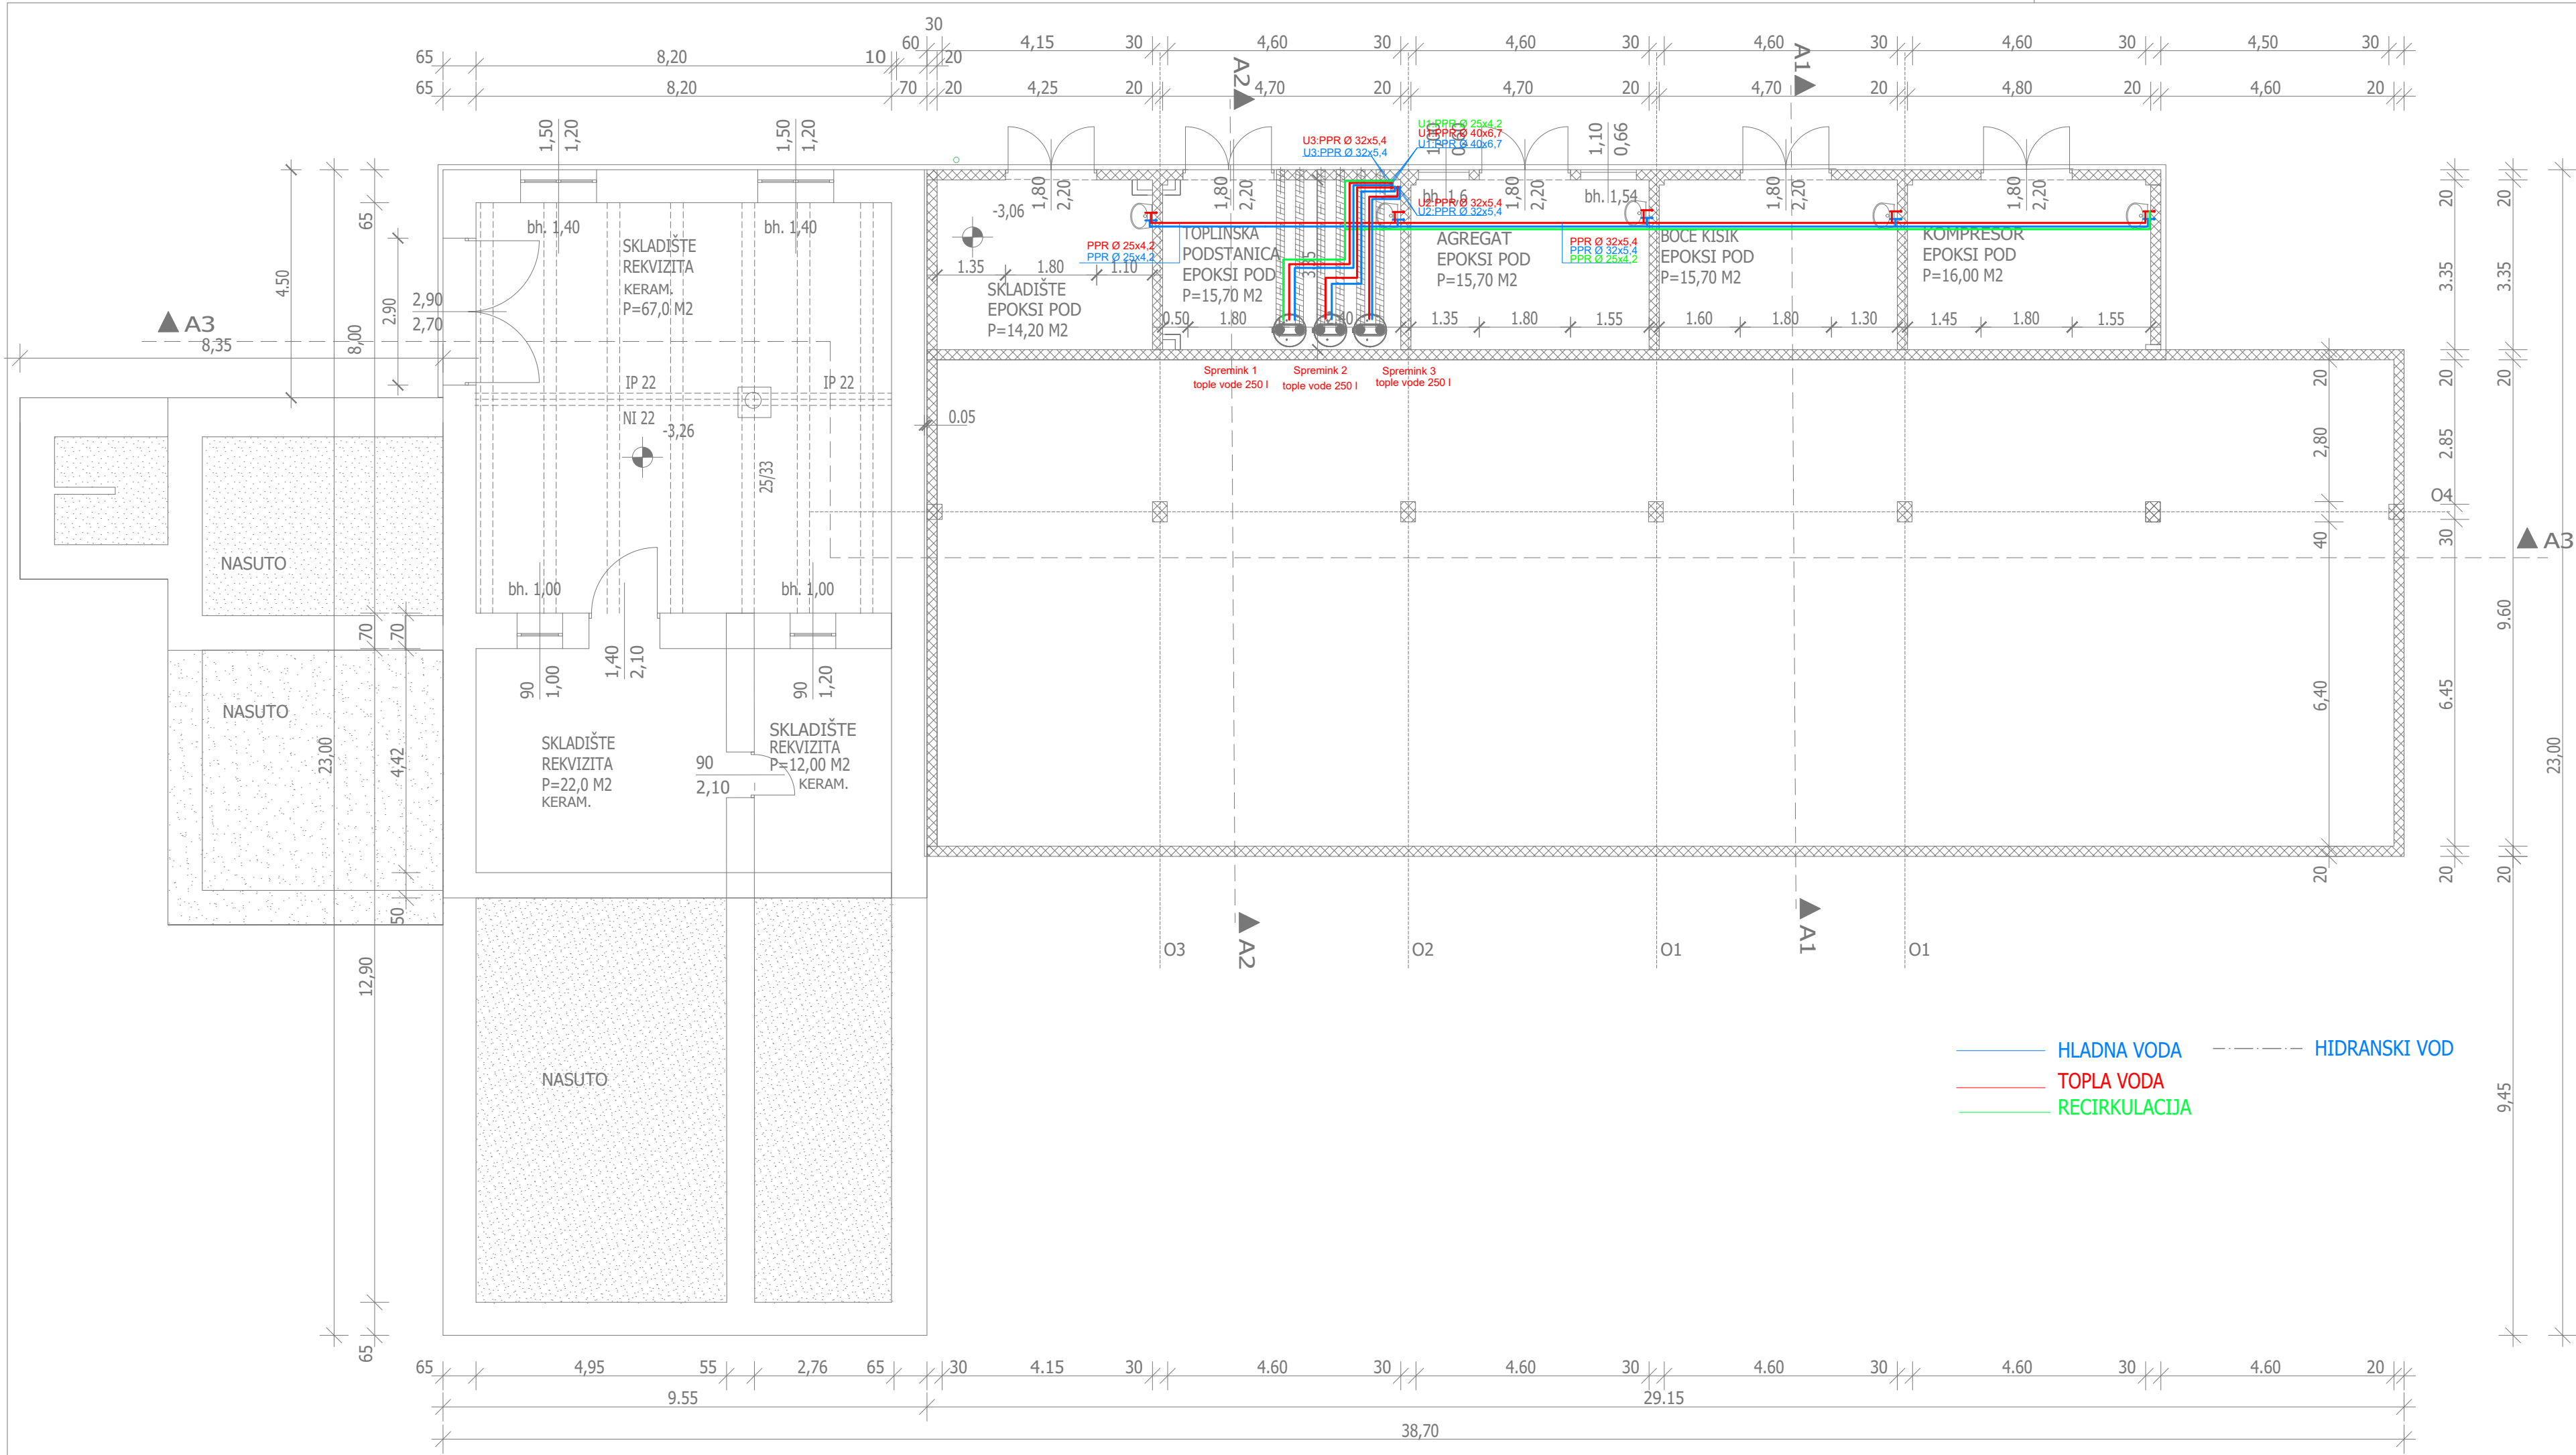 30
60 4,15 30 4,60 30 4,60 30 4,60 30 4,60 30 4,50 30
65 8,20 10 20
65 8,20 70 20 4,25 20 4,70 20 4,70 20 4,70 20 4,80 20 4,60 20
A2
A1
1,50 1,20
1,50 1,20
U3:PPR Ø 32x5,4
U3:PPR Ø 32x5,4
U1:PPR Ø 25x4,2
U1:PPR Ø 40x6,7
U1:PPR Ø 40x6,7
1,10 0,66
bh. 1,40
bh. 1,40
-3,06
1,80 2,20
1,80 2,20
bh. 1,6
1,80 2,20
bh. 1,54
1,80 2,20
1,80 2,20
U2:PPR Ø 32x5,4
U2:PPR Ø 32x5,4
SKLADIŠTE
REKVIZITA
KERAM.
P=67,0 M2
PPR Ø 25x4,2
PPR Ø 25x4,2
1.35 1.80 1.10
SKLADIŠTE
EPOKSI POD
P=14,20 M2
TOPLINSKA
PODSTANICA
EPOKSI POD
P=15,70 M2
AGREGAT
EPOKSI POD
P=15,70 M2
PPR Ø 32x5,4
PPR Ø 32x5,4
PPR Ø 25x4,2
BOCE KISIK
EPOKSI POD
P=15,70 M2
KOMPRESOR
EPOKSI POD
P=16,00 M2
0.50 1.80
1.35 1.80 1.55
1.60 1.80 1.30
1.45 1.80 1.55
Spremink 1
tople vode 250 l
Spremink 2
tople vode 250 l
Spremink 3
tople vode 250 l
A3
8,35
4.50
65
8,00
2.90
2,90
2,70
IP 22
IP 22
NI 22
-3,26
25/33
0.05
NASUTO
bh. 1,00
bh. 1,00
70
70
90 1,00
1,40 2,10
90 1,20
NASUTO
23,00
4,42
SKLADIŠTE
REKVIZITA
P=22,0 M2
KERAM.
90
2,10
SKLADIŠTE
REKVIZITA
P=12,00 M2
KERAM.
50
12,90
65
NASUTO
20
3.35
20
2.85
O4
30
6.45
20
20
3.35
20
9.60
20
9,45
23,00
20
2,80
40
6,40
20
A3
O3
A2
O2
O1
A1
O1
HLADNA VODA
HIDRANSKI VOD
TOPLA VODA
RECIRKULACIJA
65 4,95 55 2,76 65 30 4.15 30 4.60 30 4.60 30 4.60 30 4.60 30 4.60 20
9.55 29.15
38,70